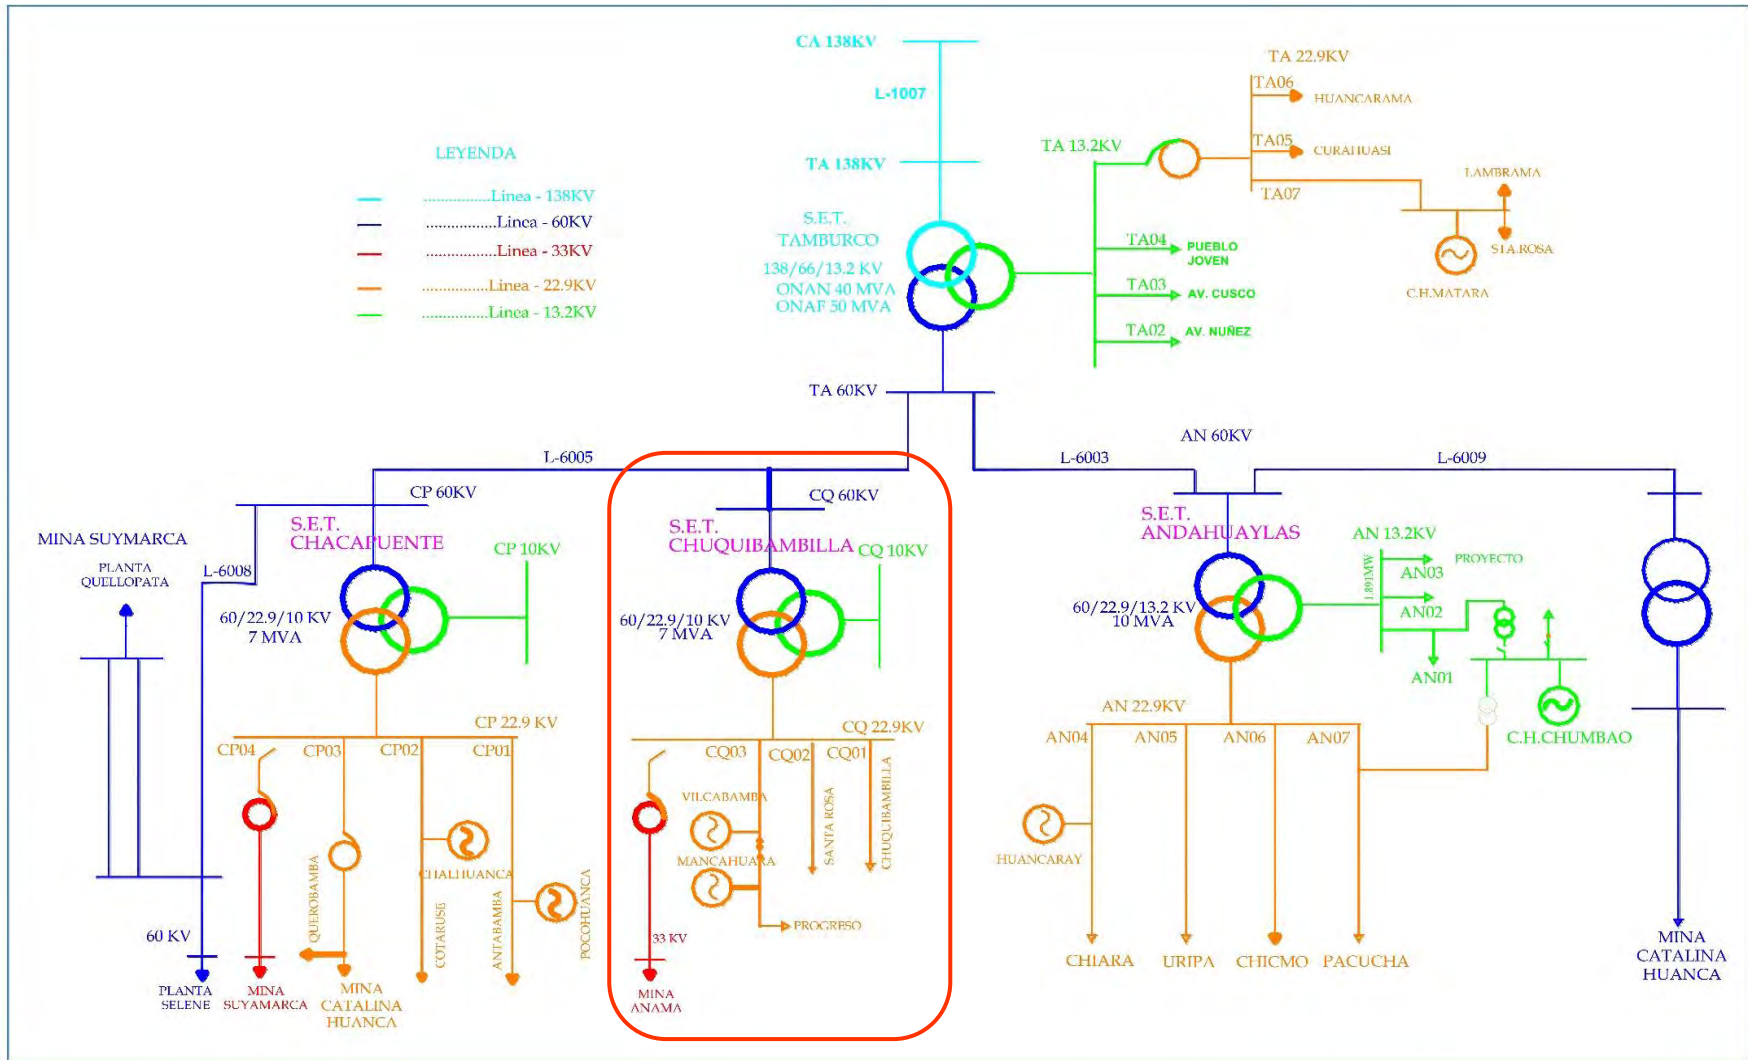 CA 138KV
L-1007
TA 138KV
S.E.T.
TAMBURCO
138/66/13.2 KV
ONAN 40 MVA
ONAF 50 MVA
LEYENDA
..............Linea - 138KV
.................Linea - 60KV
................Linea - 33KV
...............Linea - 22.9KV
................Linea - 13.2KV
TA 22.9KV
TA06
HUANCARAMA
TA05
CURAHUASI
TA07
LAMBRAMA
STA.ROSA
C.H.MATARA
TA 13.2KV
TA04
PUEBLO
JOVEN
TA03
AV. CUSCO
TA02
AV. NUÑEZ
TA 60KV
L-6005
L-6003
AN 60KV
L-6009
CP 60KV
S.E.T.
CHACAPUENTE
CP 10KV
MINA SUYMARCA
PLANTA
QUELLOPATA
L-6008
60/22.9/10 KV
7 MVA
CP 22.9 KV
CP04
CP03
CP02
CP01
QUEROBAMBA
CHALHUANCA
COTARUSE
ANTABAMBA
POCOHUANCA
60 KV
PLANTA
SELENE
MINA
SUYAMARCA
MINA
CATALINA
HUANCA
CQ 60KV
S.E.T.
CHUQUIBAMBILLA
CQ 10KV
60/22.9/10 KV
7 MVA
CQ 22.9KV
CQ03
CQ02
CQ01
VILCABAMBA
MANCAHUARA
SANTA ROSA
CHUQUIBAMBILLA
PROGRESO
33 KV
MINA
ANAMA
S.E.T.
ANDAHUAYLAS
60/22.9/13.2 KV
10 MVA
AN 13.2KV
1.891MW
AN03
PROYECTO
AN02
AN01
C.H.CHUMBAO
AN 22.9KV
AN04
AN05
AN06
AN07
HUANCARAY
CHIARA
URIPA
CHICMO
PACUCHA
MINA
CATALINA
HUANCA